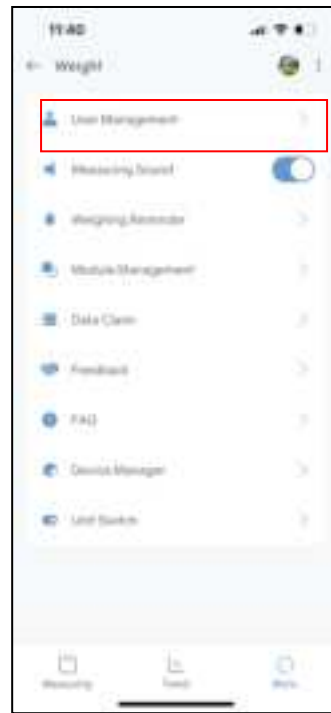 11:40
Weight
User Management
Measuring Sound
Weighing Reminder
Module Management
Data Claim
Feedback
FAQ
Device Manager
Unit Switch
Measuring Trend More